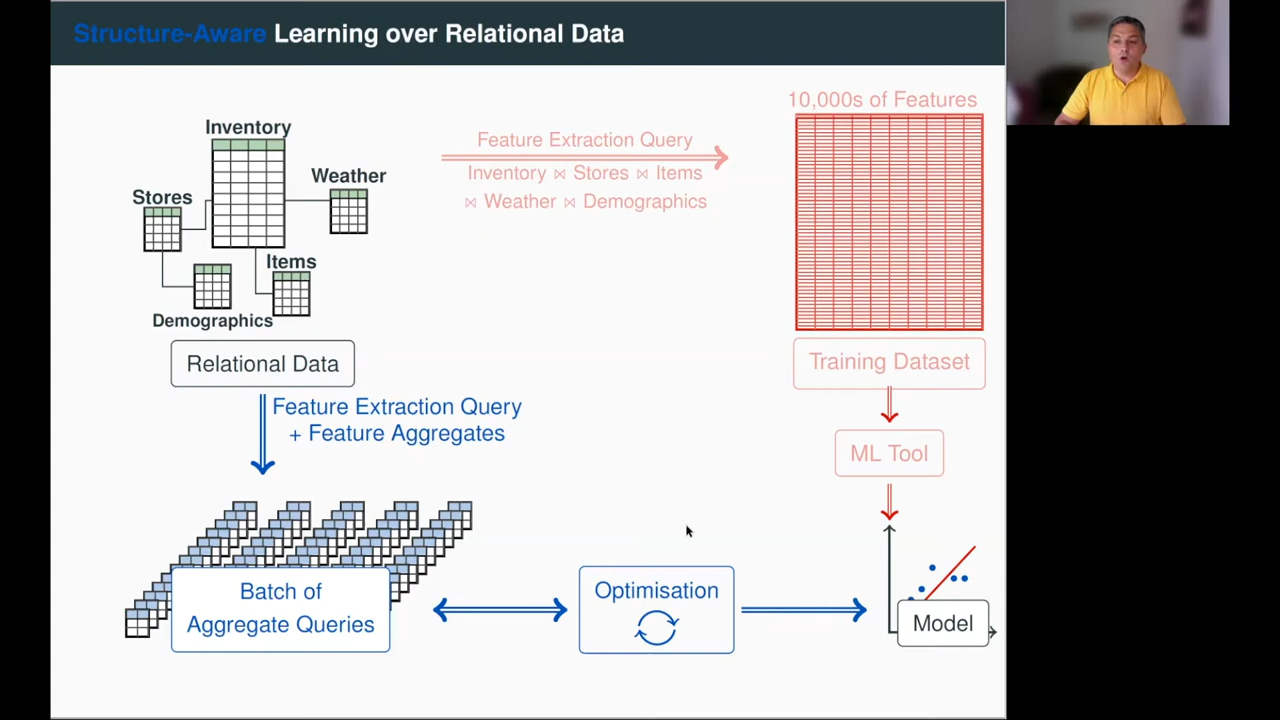 Structure-Aware Learning over Relational Data
10,000s of Features
Inventory
Feature Extraction Query
Weather
Inventory ⋈ Stores ⋈ Items
Stores
⋈ Weather ⋈ Demographics
Items
Demographics
Relational Data
Training Dataset
Feature Extraction Query
+ Feature Aggregates
ML Tool
Batch of
Aggregate Queries
Optimisation
Model